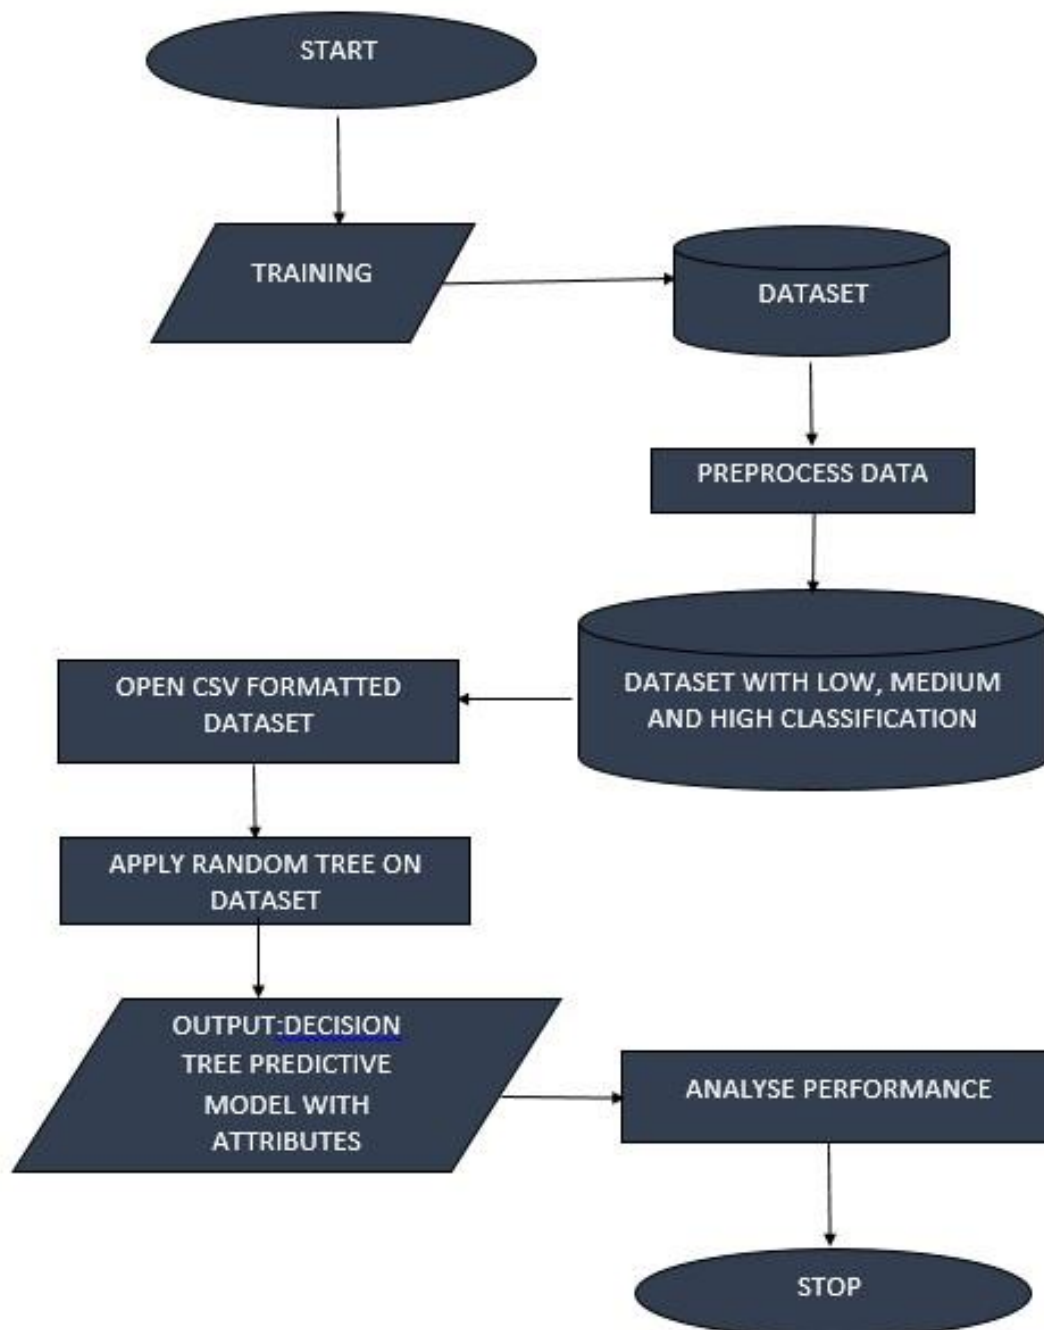 START
TRAINING
DATASET
PREPROCESS DATA
DATASET WITH LOW, MEDIUM
AND HIGH CLASSIFICATION
OPEN CSV FORMATTED
DATASET
APPLY RANDOM TREE ON
DATASET
OUTPUT:DECISION
TREE PREDICTIVE
MODEL WITH
ATTRIBUTES
ANALYSE PERFORMANCE
STOP